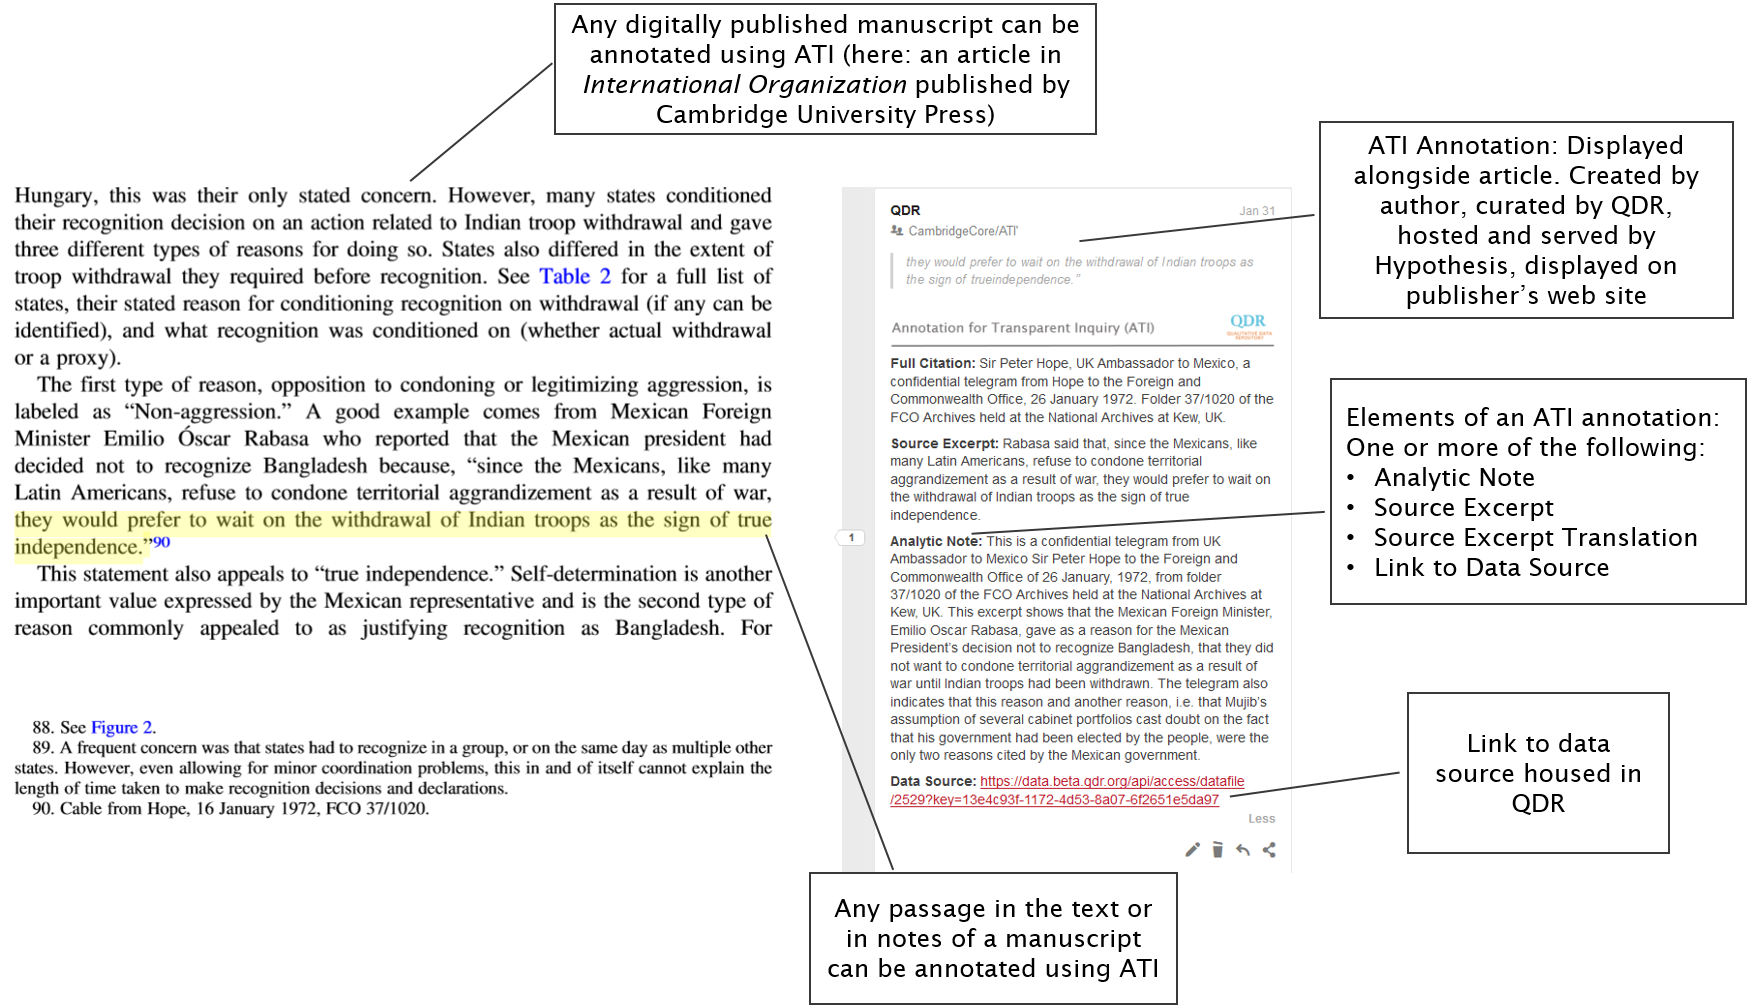 Any digitally published manuscript can be
annotated using ATI (here: an article in
International Organization published by
Cambridge University Press)
Hungary, this was their only stated concern. However, many states conditioned
their recognition decision on an action related to Indian troop withdrawal and gave
three different types of reasons for doing so. States also differed in the extent of
troop withdrawal they required before recognition. See Table 2 for a full list of
states, their stated reason for conditioning recognition on withdrawal (if any can be
identified), and what recognition was conditioned on (whether actual withdrawal
or a proxy).
The first type of reason, opposition to condoning or legitimizing aggression, is
labeled as “Non-aggression.” A good example comes from Mexican Foreign
Minister Emilio Óscar Rabasa who reported that the Mexican president had
decided not to recognize Bangladesh because, “since the Mexicans, like many
Latin Americans, refuse to condone territorial aggrandizement as a result of war,
they would prefer to wait on the withdrawal of Indian troops as the sign of true
independence.”90
This statement also appeals to “true independence.” Self-determination is another
important value expressed by the Mexican representative and is the second type of
reason commonly appealed to as justifying recognition as Bangladesh. For
88. See Figure 2.
89. A frequent concern was that states had to recognize in a group, or on the same day as multiple other
states. However, even allowing for minor coordination problems, this in and of itself cannot explain the
length of time taken to make recognition decisions and declarations.
90. Cable from Hope, 16 January 1972, FCO 37/1020.
1
QDR
Jan 31
CambridgeCore/ATI'
they would prefer to wait on the withdrawal of Indian troops as
the sign of trueindependence.”
Annotation for Transparent Inquiry (ATI)
QDR
QUALITATIVE DATA
REPOSITORY
Full Citation: Sir Peter Hope, UK Ambassador to Mexico, a
confidential telegram from Hope to the Foreign and
Commonwealth Office, 26 January 1972. Folder 37/1020 of the
FCO Archives held at the National Archives at Kew, UK.
Source Excerpt: Rabasa said that, since the Mexicans, like
many Latin Americans, refuse to condone territorial
aggrandizement as a result of war, they would prefer to wait on
the withdrawal of Indian troops as the sign of true
independence.
Analytic Note: This is a confidential telegram from UK
Ambassador to Mexico Sir Peter Hope to the Foreign and
Commonwealth Office of 26 January, 1972, from folder
37/1020 of the FCO Archives held at the National Archives at
Kew, UK. This excerpt shows that the Mexican Foreign Minister,
Emilio Oscar Rabasa, gave as a reason for the Mexican
President's decision not to recognize Bangladesh, that they did
not want to condone territorial aggrandizement as a result of
war until Indian troops had been withdrawn. The telegram also
indicates that this reason and another reason, i.e. that Mujib's
assumption of several cabinet portfolios cast doubt on the fact
that his government had been elected by the people, were the
only two reasons cited by the Mexican government.
Data Source: https://data.beta.qdr.org/api/access/datafile
/2529?key=13e4c93f-1172-4d53-8a07-6f2651e5da97
Less
ATI Annotation: Displayed
alongside article. Created by
author, curated by QDR,
hosted and served by
Hypothesis, displayed on
publisher's web site
Elements of an ATI annotation:
One or more of the following:
• Analytic Note
• Source Excerpt
• Source Excerpt Translation
• Link to Data Source
Link to data
source housed in
QDR
Any passage in the text or
in notes of a manuscript
can be annotated using ATI